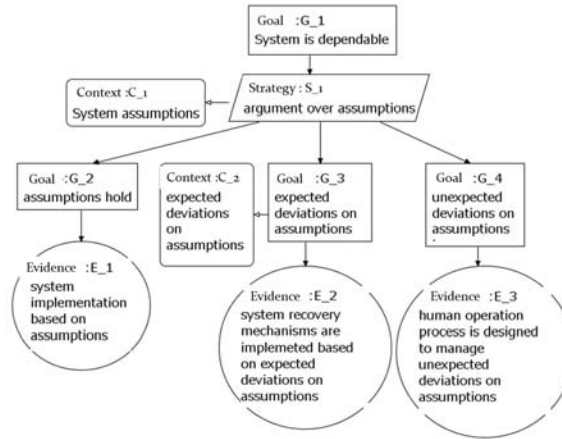 Goal :G_1
System is dependable
Context :C_1
System assumptions
Strategy : S_1
argument over assumptions
Goal :G_2
assumptions hold
Context :C_2
expected
deviations
on
assumptions
Goal :G_3
expected
deviations on
assumptions
Goal :G_4
unexpected
deviations on
assumptions
Evidence :E_1
system
implementation
based on
assumptions
Evidence :E_2
system recovery
mechanisms are
implemeted based
on expected
deviations on
assumptions
Evidence :E_3
human operation
process is designed
to manage
unexpected
deviations on
assumptions